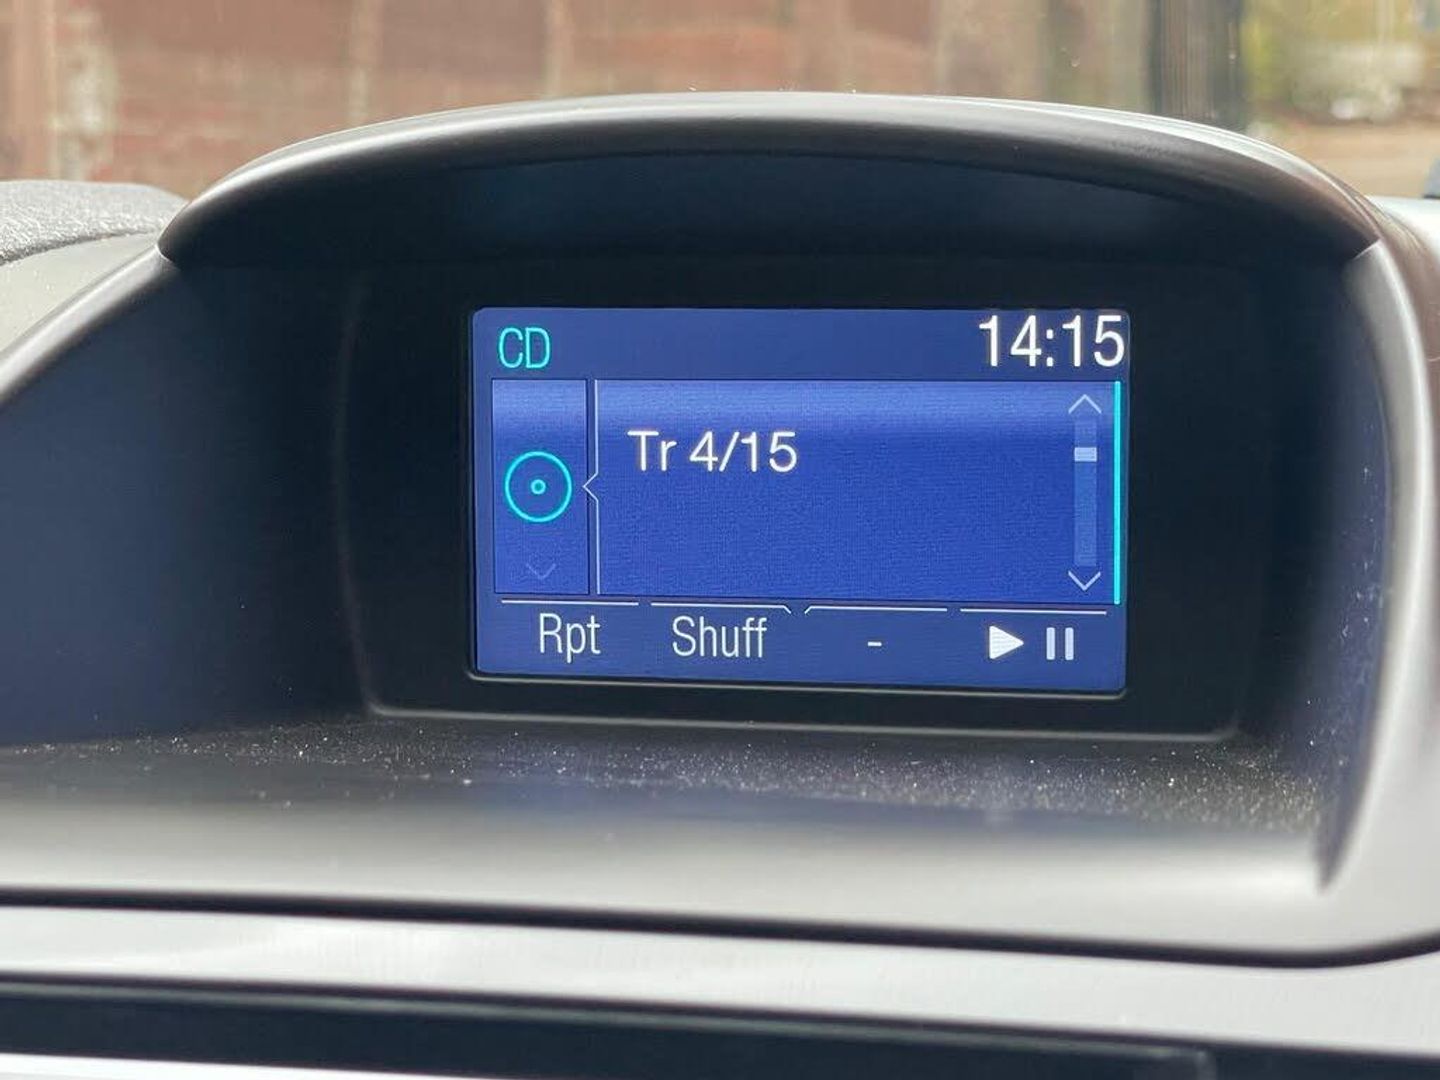 CD 14:15
Tr 4/15
Rpt Shuff -